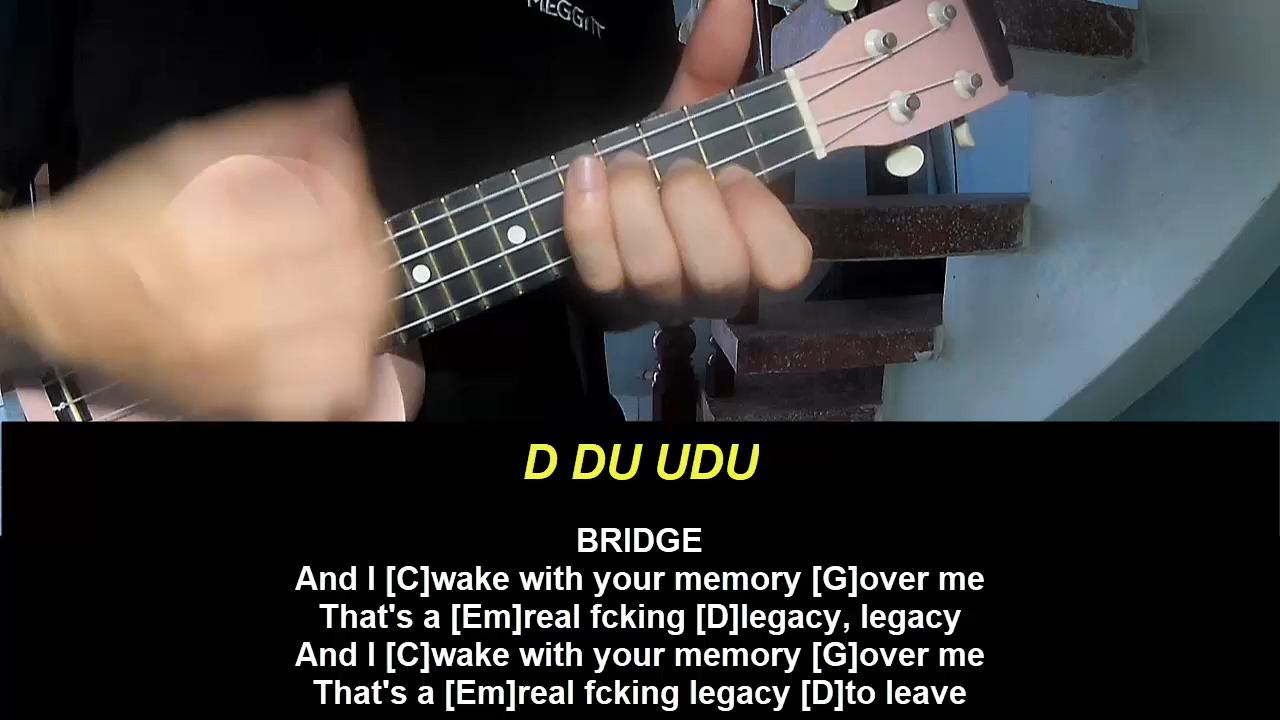 MEGGITT
D DU UDU
BRIDGE
And I [C]wake with your memory [G]over me
That's a [Em]real fcking [D]legacy, legacy
And I [C]wake with your memory [G]over me
That's a [Em]real fcking legacy [D]to leave